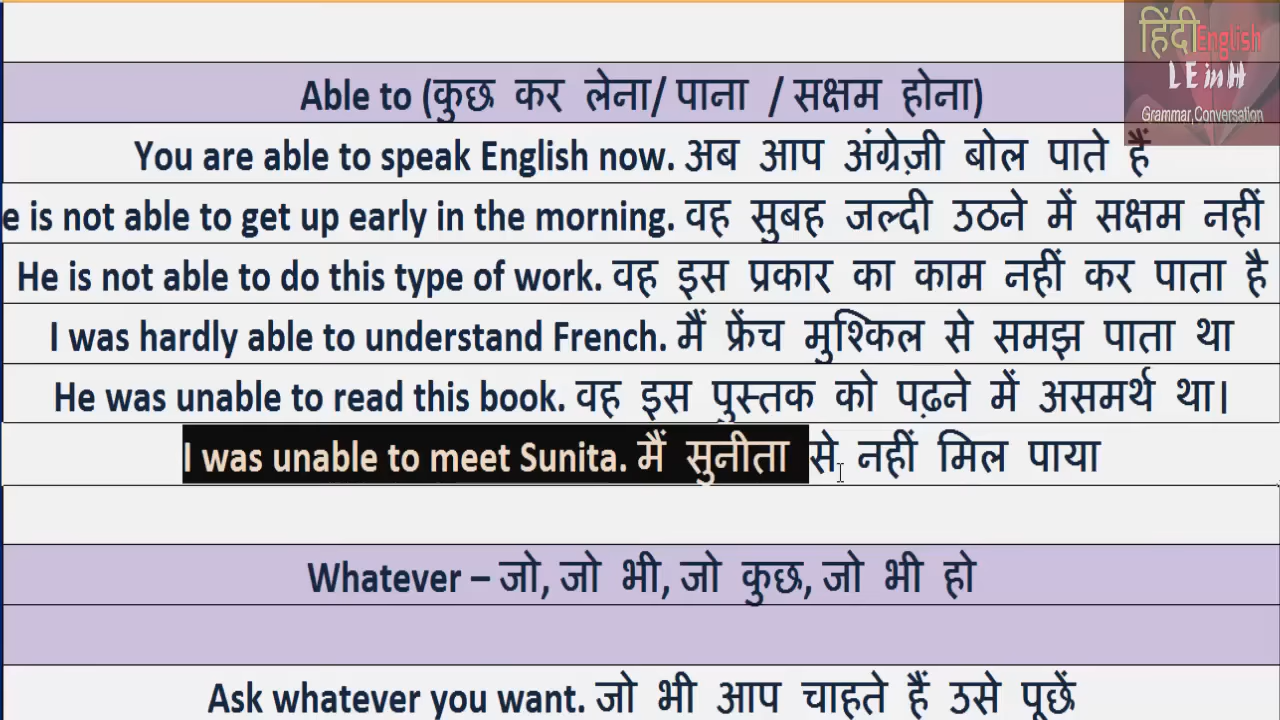 हिंदी English
L E in H
Grammar,Conversation
Able to (कुछ कर लेना/ पाना / सक्षम होना)
You are able to speak English now. अब आप अंग्रेज़ी बोल पाते हैं
e is not able to get up early in the morning. वह सुबह जल्दी उठने में सक्षम नहीं
He is not able to do this type of work. वह इस प्रकार का काम नहीं कर पाता है
I was hardly able to understand French. मैं फ्रेंच मुश्किल से समझ पाता था
He was unable to read this book. वह इस पुस्तक को पढ़ने में असमर्थ था।
I was unable to meet Sunita. मैं सुनीता से नहीं मिल पाया
Whatever – जो, जो भी, जो कुछ, जो भी हो
Ask whatever you want. जो भी आप चाहते हैं उसे पूछें